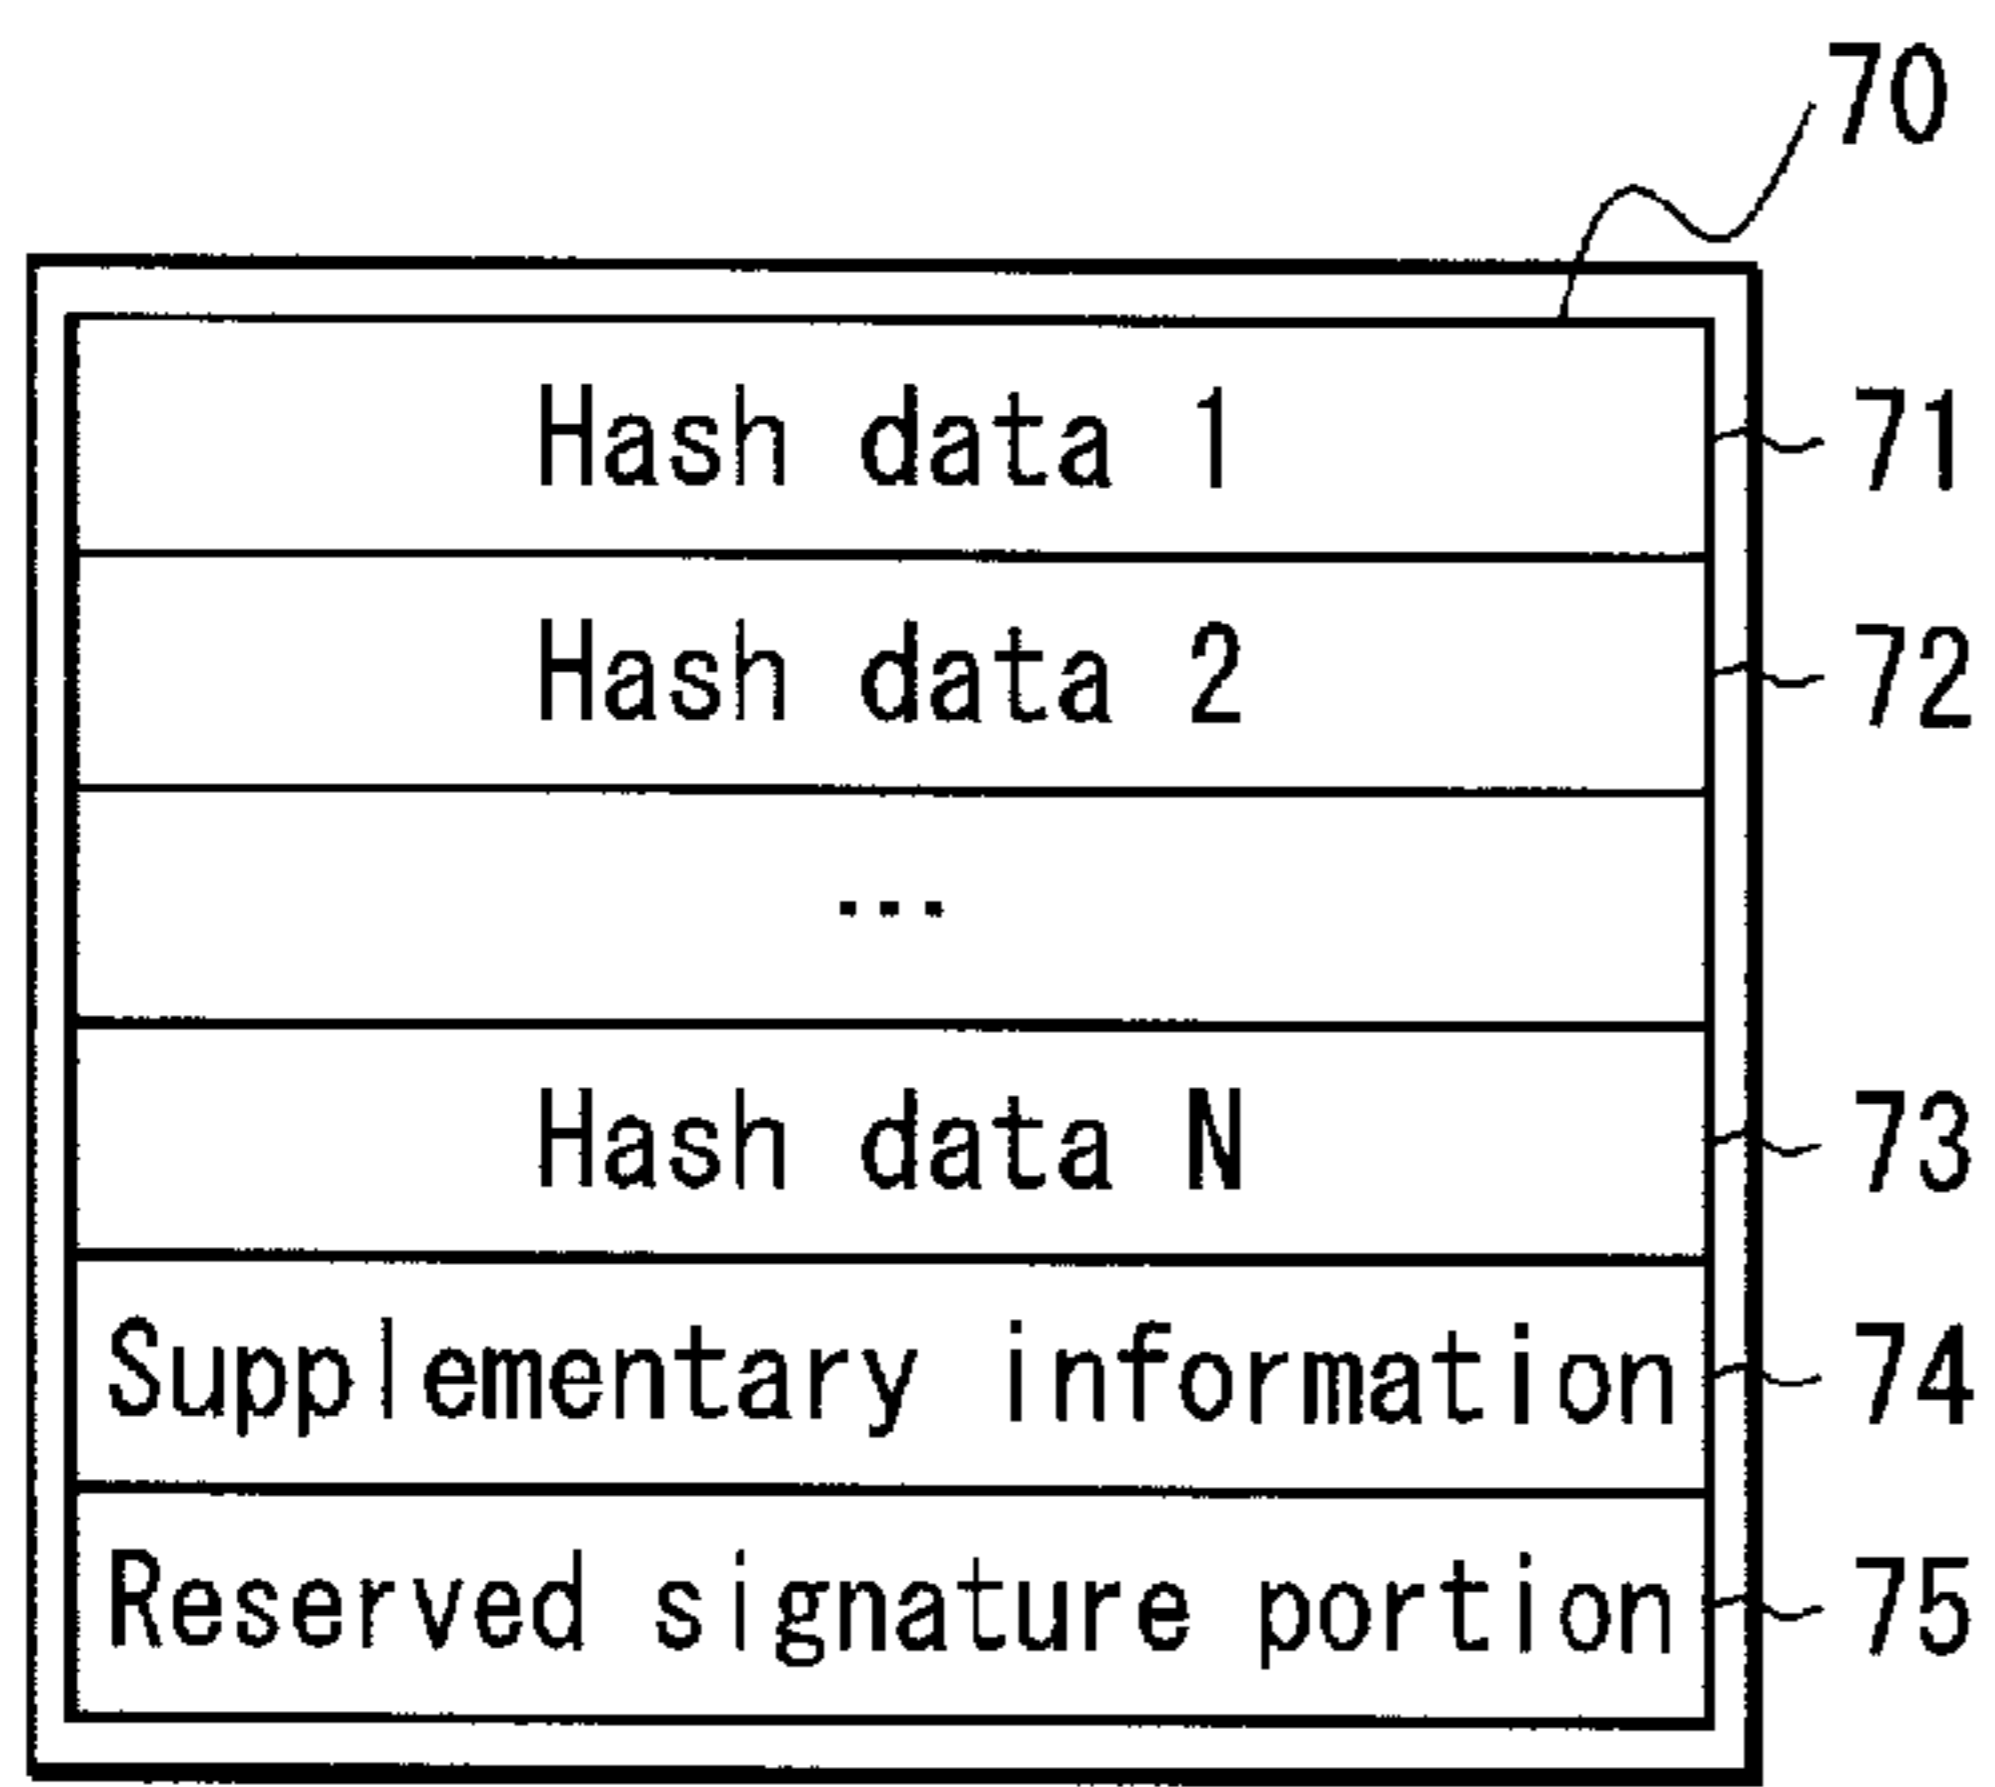 70
Hash data 1 71
Hash data 2 72
...
Hash data N 73
Supplementary information 74
Reserved signature portion 75